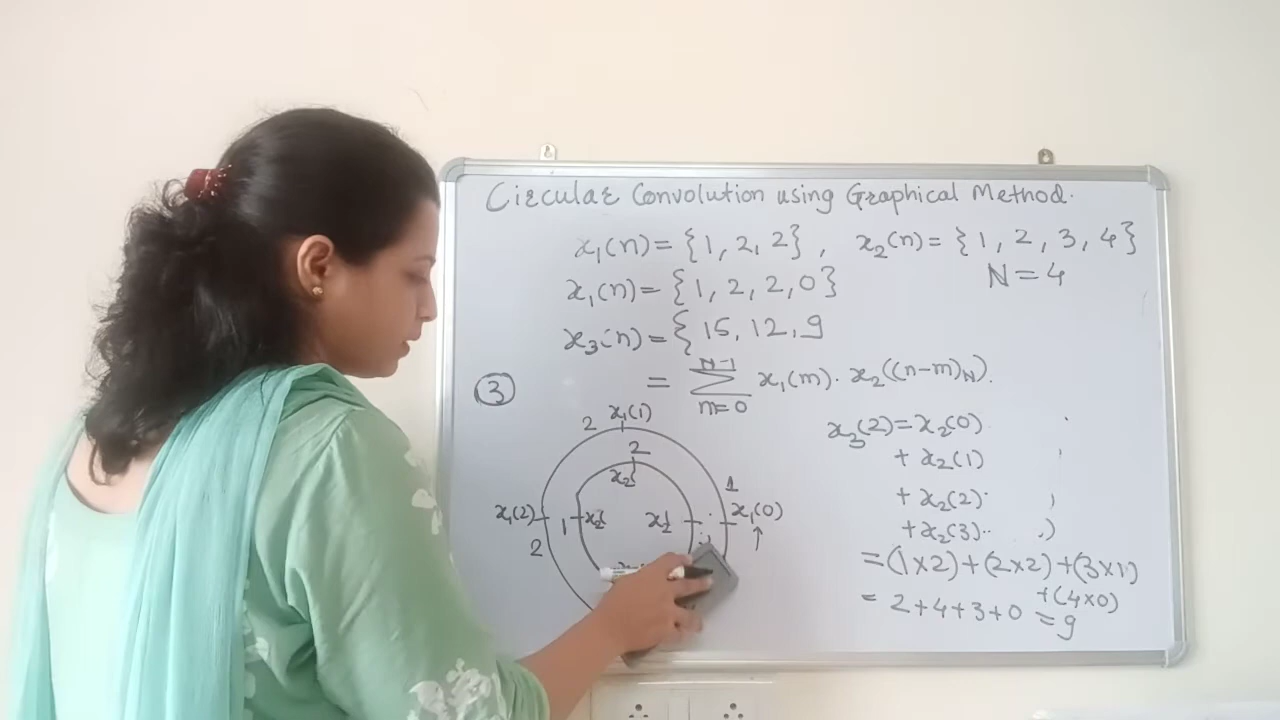 Circular Convolution using Graphical Method.
x₁(n) = {1, 2, 2}, x₂(n) = {1, 2, 3, 4}
N = 4
x₁(n) = {1, 2, 2, 0}
x₃(n) = {15, 12, 9
= N-1 Σ m=0 x₁(m). x₂((n-m)N).
③
x₁(1)
2
2
x₂(
1
x₁(0)
↑
x₁(2)
2
1
x₂(
x₂
x₃(2) = x₂(0)
+ x₂(1)
+ x₂(2)
+ x₂(3)
= (1×2) + (2×2) + (3×1)
+ (4×0)
= 2 + 4 + 3 + 0 = 9